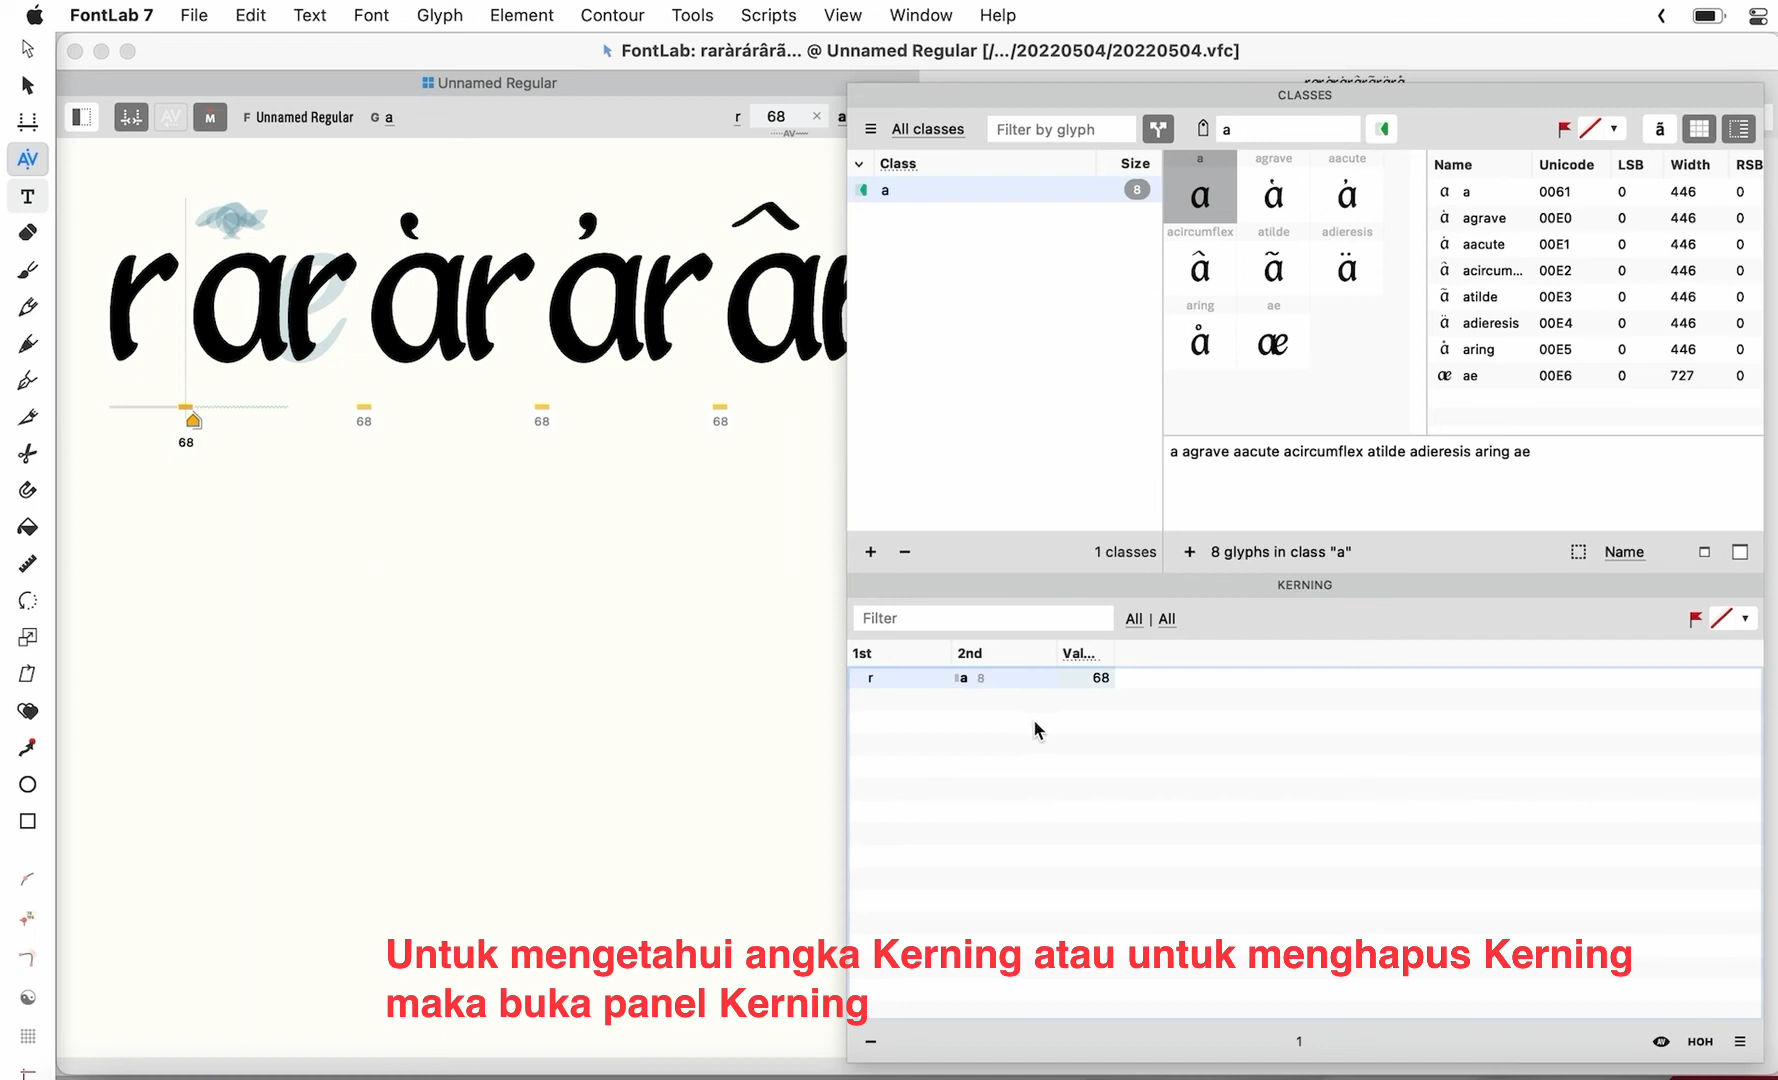 FontLab 7 File Edit Text Font Glyph Element Contour Tools Scripts View Window Help
FontLab: raràrárârã... @ Unnamed Regular [/.../20220504/20220504.vfc]
Unnamed Regular
F Unnamed Regular G a
r 68 × a
raràrárâr
68
68
68
68
CLASSES
All classes
Filter by glyph
a
ã
Class Size
a 8
a agrave aacute
a à á
acircumflex atilde adieresis
â ã ä
aring ae
å æ
Name Unicode LSB Width RSB
a a 0061 0 446 0
à agrave 00E0 0 446 0
á aacute 00E1 0 446 0
â acircum... 00E2 0 446 0
ã atilde 00E3 0 446 0
ä adieresis 00E4 0 446 0
å aring 00E5 0 446 0
æ ae 00E6 0 727 0
a agrave aacute acircumflex atilde adieresis aring ae
+ − 1 classes
+ 8 glyphs in class "a"
Name
KERNING
Filter
All | All
1st 2nd Val...
r a 8 68
Untuk mengetahui angka Kerning atau untuk menghapus Kerning
maka buka panel Kerning
− 1 HOH